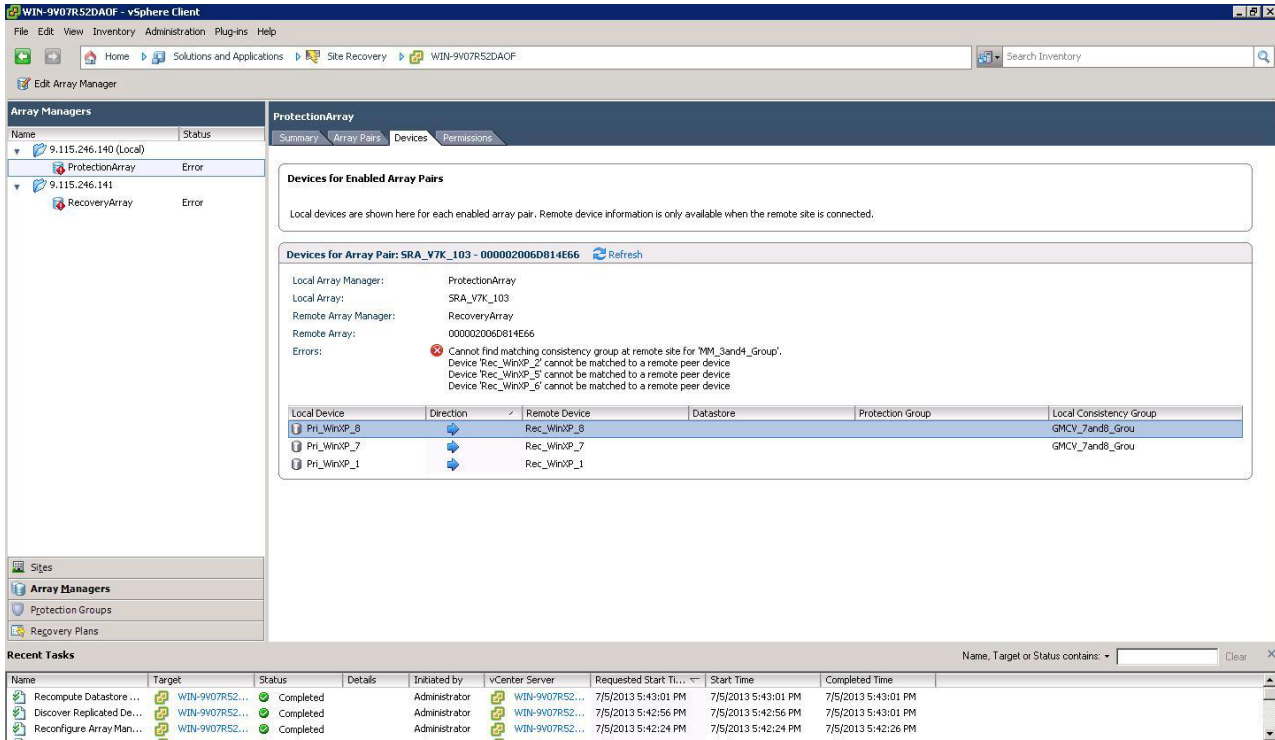 WIN-9V07R52DAOF - vSphere Client
File Edit View Inventory Administration Plug-ins Help
Home Solutions and Applications Site Recovery WIN-9V07R52DAOF Search Inventory
Edit Array Manager
Array Managers
Name Status
9.115.246.140 (Local)
ProtectionArray Error
9.115.246.141
RecoveryArray Error
ProtectionArray
Summary Array Pairs Devices Permissions
Devices for Enabled Array Pairs
Local devices are shown here for each enabled array pair. Remote device information is only available when the remote site is connected.
Devices for Array Pair: SRA_V7K_103 - 000002006D814E66 Refresh
Local Array Manager: ProtectionArray
Local Array: SRA_V7K_103
Remote Array Manager: RecoveryArray
Remote Array: 000002006D814E66
Errors: Cannot find matching consistency group at remote site for 'MM_3and4_Group'.
Device 'Rec_WinXP_2' cannot be matched to a remote peer device
Device 'Rec_WinXP_5' cannot be matched to a remote peer device
Device 'Rec_WinXP_6' cannot be matched to a remote peer device
Local Device Direction Remote Device Datastore Protection Group Local Consistency Group
Pri_WinXP_8 Rec_WinXP_8 GMCV_7and8_Grou
Pri_WinXP_7 Rec_WinXP_7 GMCV_7and8_Grou
Pri_WinXP_1 Rec_WinXP_1
Sites
Array Managers
Protection Groups
Recovery Plans
Recent Tasks Name, Target or Status contains: Clear
Name Target Status Details Initiated by vCenter Server Requested Start Ti... Start Time Completed Time
Recompute Datastore ... WIN-9V07R52... Completed Administrator WIN-9V07R52... 7/5/2013 5:43:01 PM 7/5/2013 5:43:01 PM 7/5/2013 5:43:01 PM
Discover Replicated De... WIN-9V07R52... Completed Administrator WIN-9V07R52... 7/5/2013 5:42:56 PM 7/5/2013 5:42:56 PM 7/5/2013 5:43:01 PM
Reconfigure Array Man... WIN-9V07R52... Completed Administrator WIN-9V07R52... 7/5/2013 5:42:24 PM 7/5/2013 5:42:24 PM 7/5/2013 5:42:26 PM